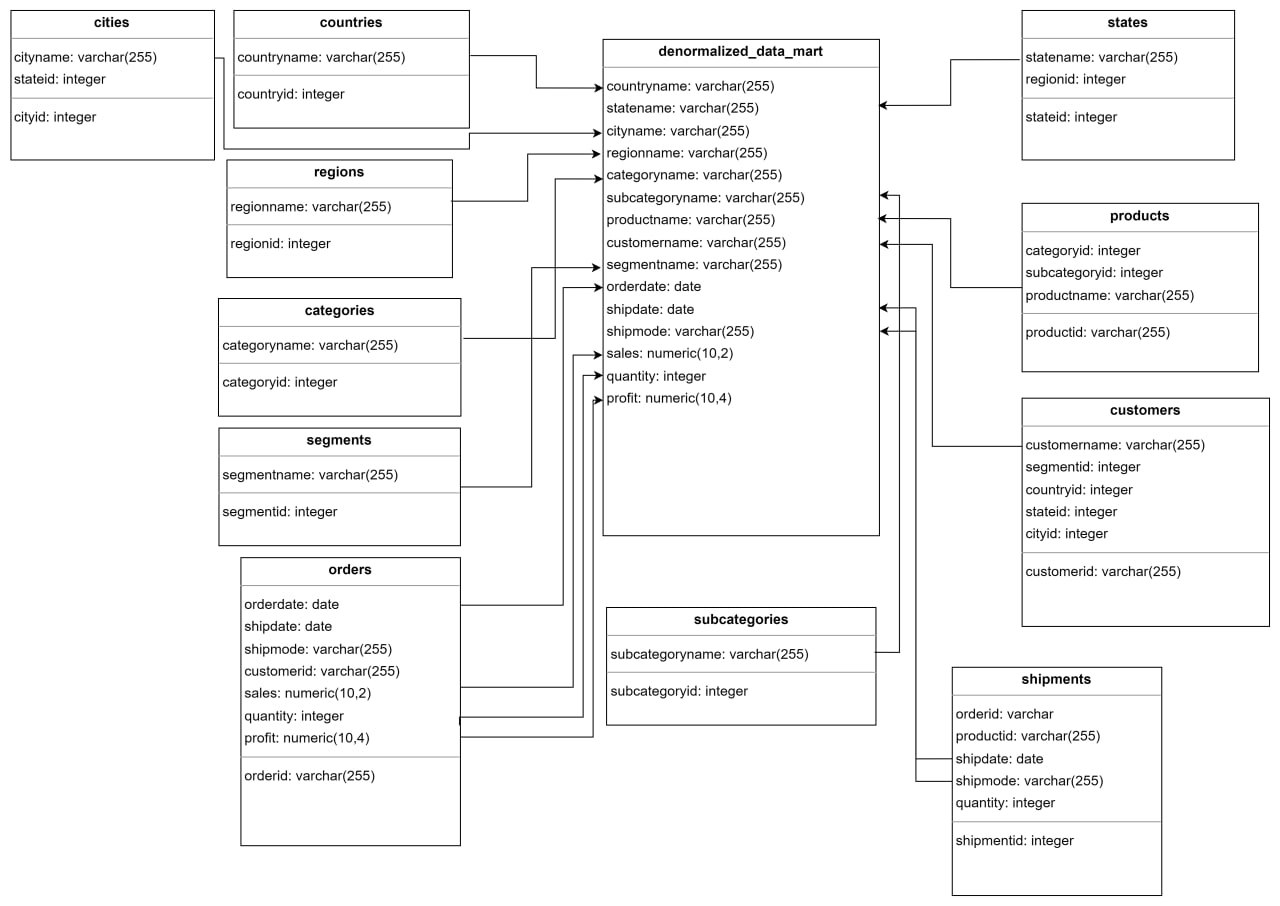 cities
cityname: varchar(255)
stateid: integer
cityid: integer
countries
countryname: varchar(255)
countryid: integer
regions
regionname: varchar(255)
regionid: integer
categories
categoryname: varchar(255)
categoryid: integer
segments
segmentname: varchar(255)
segmentid: integer
orders
orderdate: date
shipdate: date
shipmode: varchar(255)
customerid: varchar(255)
sales: numeric(10,2)
quantity: integer
profit: numeric(10,4)
orderid: varchar(255)
denormalized_data_mart
countryname: varchar(255)
statename: varchar(255)
cityname: varchar(255)
regionname: varchar(255)
categoryname: varchar(255)
subcategoryname: varchar(255)
productname: varchar(255)
customername: varchar(255)
segmentname: varchar(255)
orderdate: date
shipdate: date
shipmode: varchar(255)
sales: numeric(10,2)
quantity: integer
profit: numeric(10,4)
subcategories
subcategoryname: varchar(255)
subcategoryid: integer
states
statename: varchar(255)
regionid: integer
stateid: integer
products
categoryid: integer
subcategoryid: integer
productname: varchar(255)
productid: varchar(255)
customers
customername: varchar(255)
segmentid: integer
countryid: integer
stateid: integer
cityid: integer
customerid: varchar(255)
shipments
orderid: varchar
productid: varchar(255)
shipdate: date
shipmode: varchar(255)
quantity: integer
shipmentid: integer